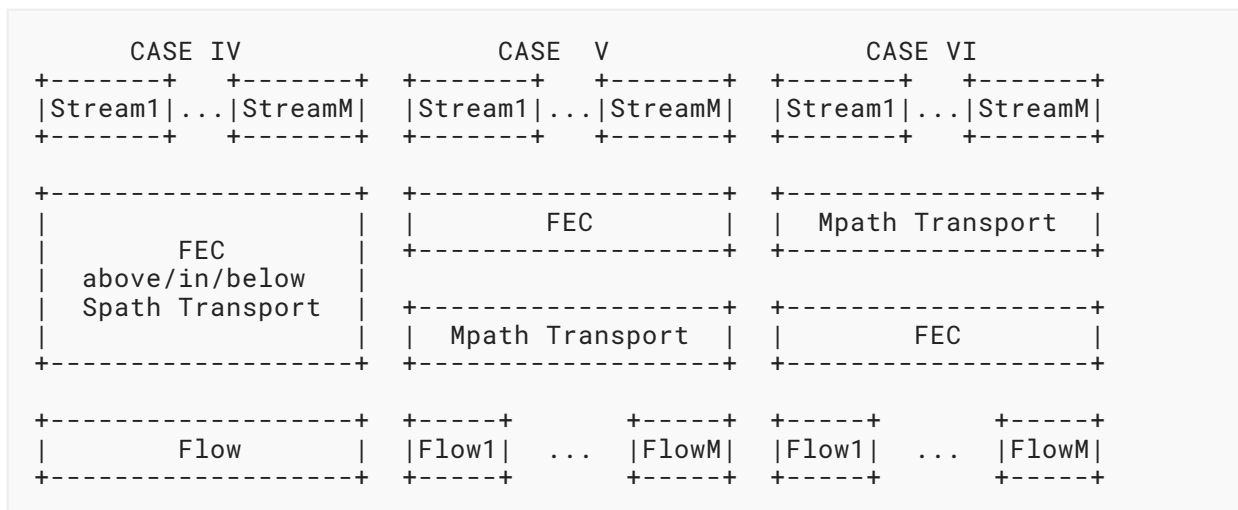 CASE IV CASE  V CASE VI
+-------+   +-------+  +-------+   +-------+  +-------+   +-------+
|Stream1|...|StreamM|  |Stream1|...|StreamM|  |Stream1|...|StreamM|
+-------+   +-------+  +-------+   +-------+  +-------+   +-------+
+-------------------+  +-------------------+  +-------------------+
|                   |  |        FEC        |  |  Mpath Transport  |
|        FEC        |  +-------------------+  +-------------------+
|  above/in/below   |
|  Spath Transport  |  +-------------------+  +-------------------+
|                   |  |  Mpath Transport  |  |        FEC        |
+-------------------+  +-------------------+  +-------------------+
+-------------------+  +-----+       +-----+  +-----+       +-----+
|        Flow       |  |Flow1|  ...  |FlowM|  |Flow1|  ...  |FlowM|
+-------------------+  +-----+       +-----+  +-----+       +-----+